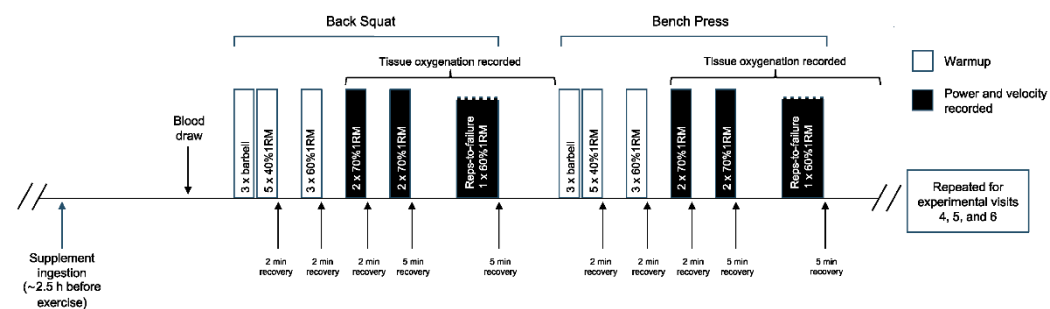 Back Squat
Bench Press
Tissue oxygenation recorded
Tissue oxygenation recorded
Warmup
Power and velocity
recorded
Blood
draw
3 x barbell
5 x 40%1RM
3 x 60%1RM
2 x 70%1RM
2 x 70%1RM
Reps-to-failure
1 x 60%1RM
3 x barbell
5 x 40%1RM
3 x 60%1RM
2 x 70%1RM
2 x 70%1RM
Reps-to-failure
1 x 60%1RM
Repeated for
experimental visits
4, 5, and 6
Supplement
ingestion
(~2.5 h before
exercise)
2 min
recovery
2 min
recovery
2 min
recovery
5 min
recovery
5 min
recovery
2 min
recovery
2 min
recovery
2 min
recovery
5 min
recovery
5 min
recovery